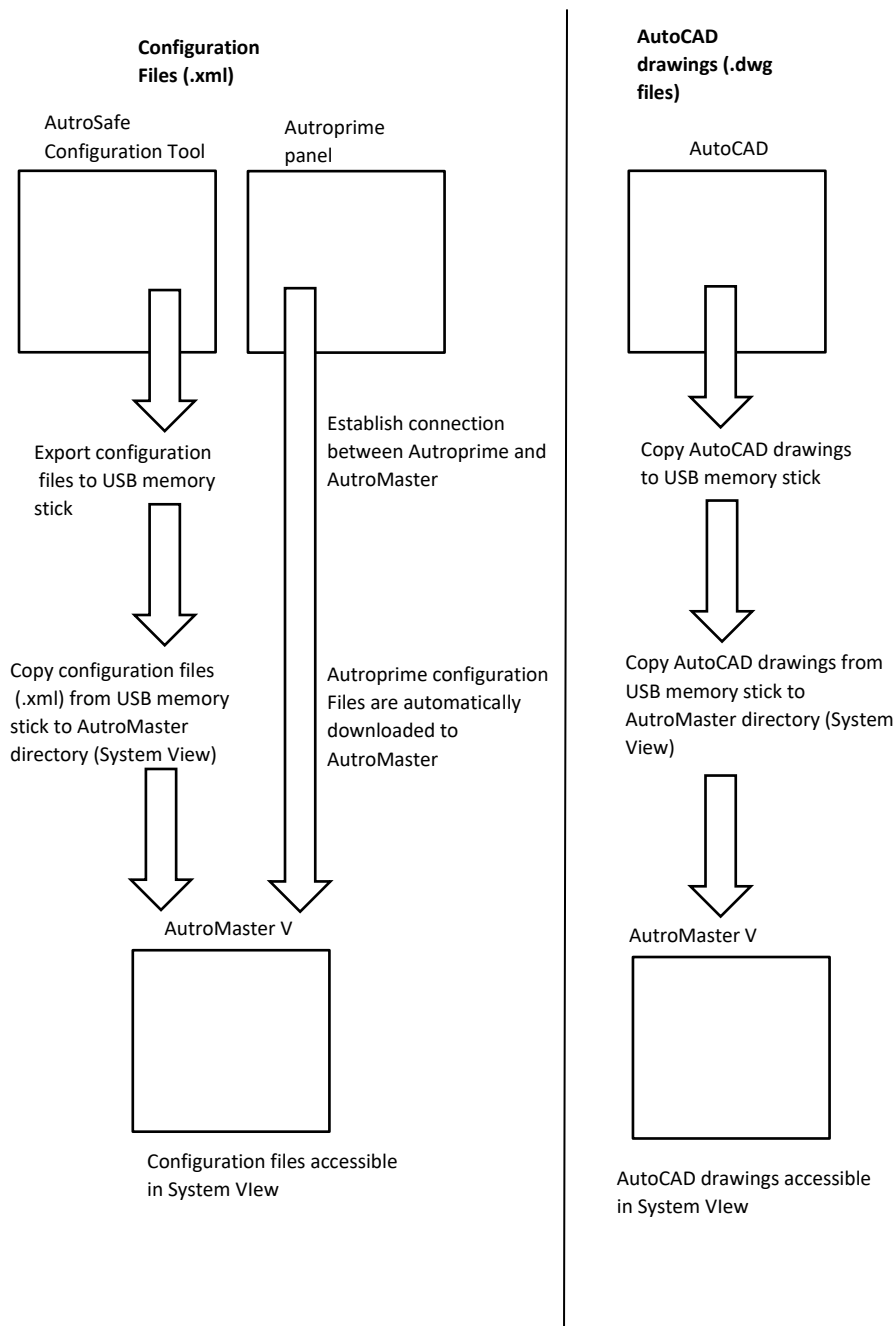 Configuration
Files (.xml)
AutroSafe
Configuration Tool
Autroprime
panel
Export configuration
files to USB memory
stick
Establish connection
between Autroprime and
AutroMaster
Copy configuration files
(.xml) from USB memory
stick to AutroMaster
directory (System View)
Autroprime configuration
Files are automatically
downloaded to
AutroMaster
AutroMaster V
Configuration files accessible
in System VIew
AutoCAD
drawings (.dwg
files)
AutoCAD
Copy AutoCAD drawings
to USB memory stick
Copy AutoCAD drawings from
USB memory stick to
AutroMaster directory (System
View)
AutroMaster V
AutoCAD drawings accessible
in System VIew